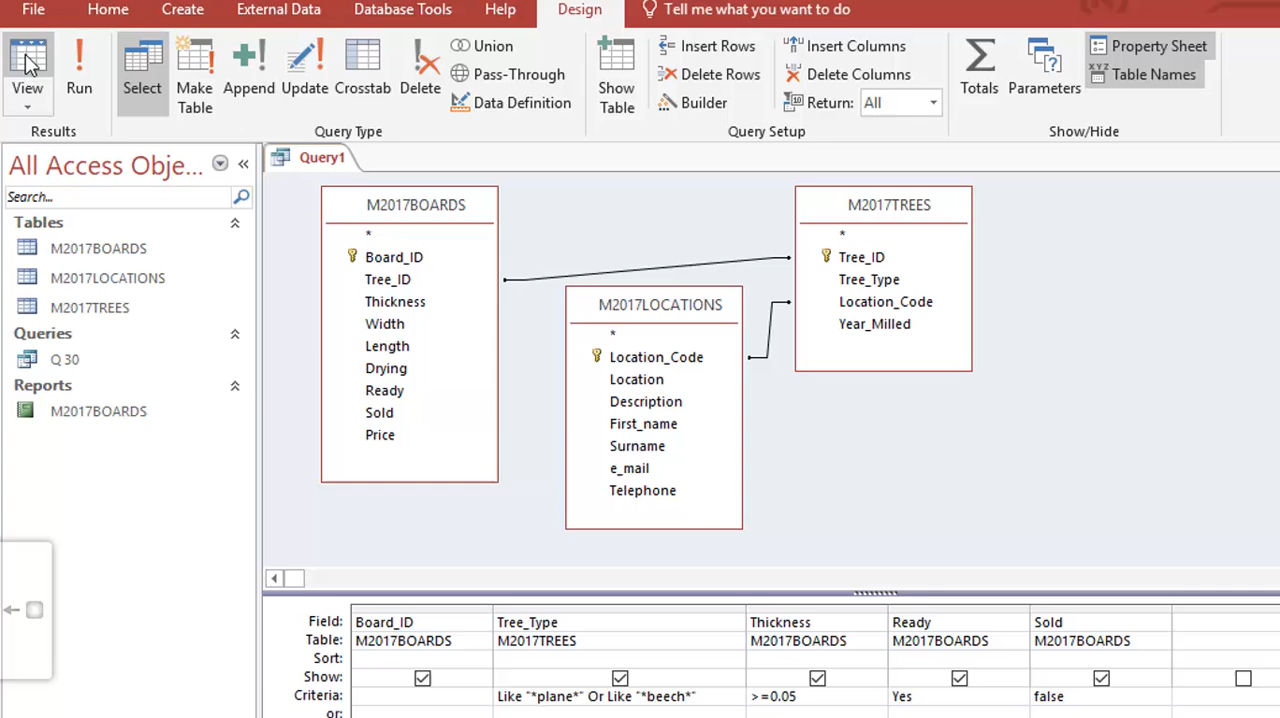 File Home Create External Data Database Tools Help Design Tell me what you want to do
View Run Select Make Table Append Update Crosstab Delete
Union
Pass-Through
Data Definition
Show Table
Insert Rows
Delete Rows
Builder
Insert Columns
Delete Columns
Return: All
Totals Parameters
Property Sheet
XYZ Table Names
Results Query Type Query Setup Show/Hide
All Access Obje...
Search...
Tables
M2017BOARDS
M2017LOCATIONS
M2017TREES
Queries
Q 30
Reports
M2017BOARDS
Query1
M2017BOARDS
*
Board_ID
Tree_ID
Thickness
Width
Length
Drying
Ready
Sold
Price
M2017LOCATIONS
*
Location_Code
Location
Description
First_name
Surname
e_mail
Telephone
M2017TREES
*
Tree_ID
Tree_Type
Location_Code
Year_Milled
Field: Board_ID Tree_Type Thickness Ready Sold
Table: M2017BOARDS M2017TREES M2017BOARDS M2017BOARDS M2017BOARDS
Sort:
Show:
Criteria: Like "*plane*" Or Like "*beech*" >=0.05 Yes false
or: